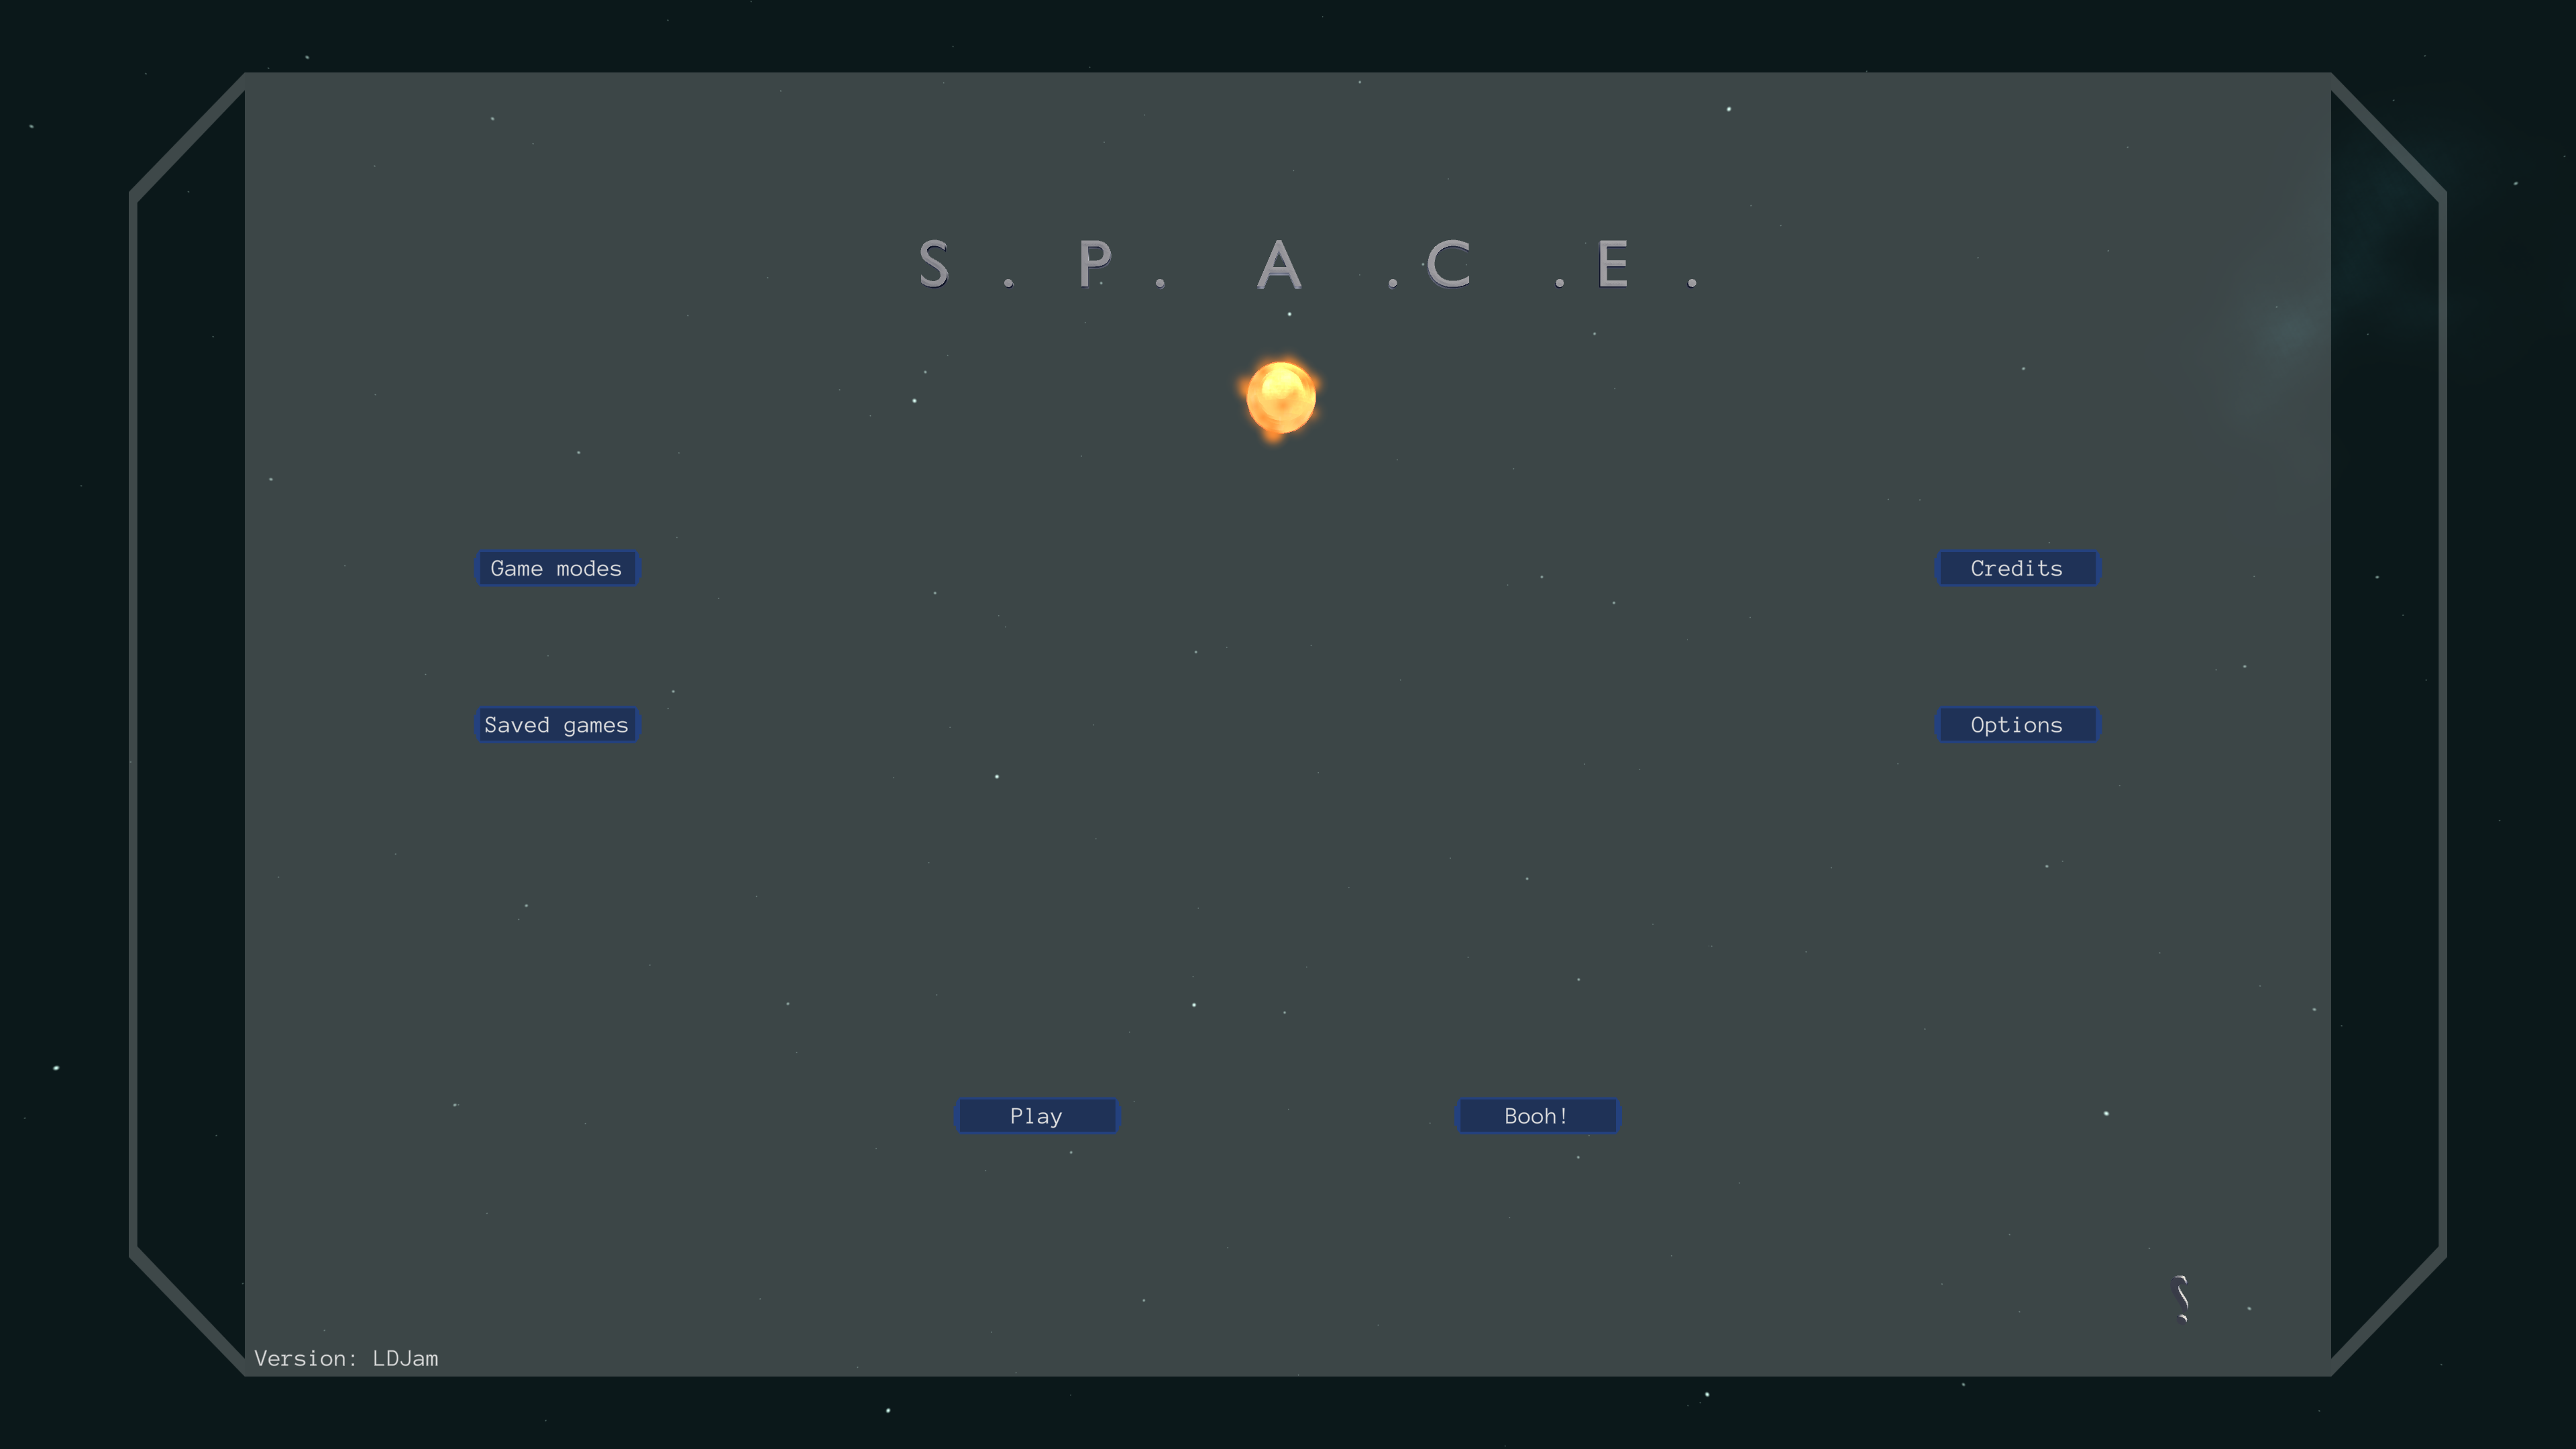 S . P . A .C .E .
Game modes
Credits
Saved games
Options
Play
Booh!
?
Version: LDJam